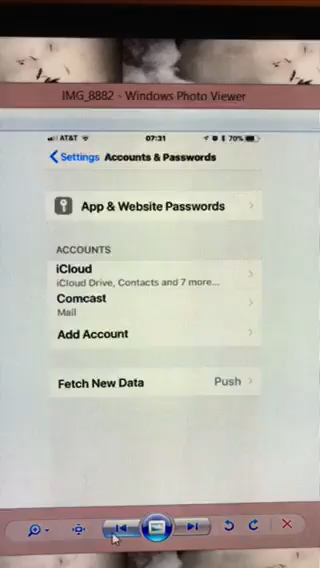 IMG_8882 - Windows Photo Viewer
AT&T 07:31 70%
Settings Accounts & Passwords
App & Website Passwords
ACCOUNTS
iCloud
iCloud Drive, Contacts and 7 more...
Comcast
Mail
Add Account
Fetch New Data Push